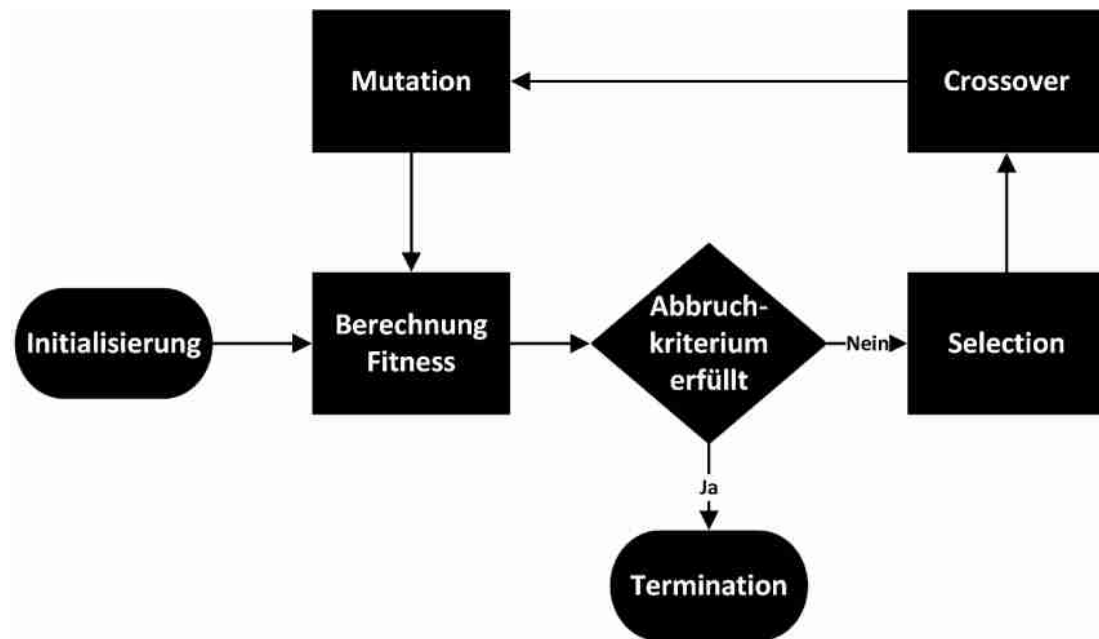 Mutation
Crossover
Initialisierung
Berechnung
Fitness
Abbruch-
kriterium
erfüllt
Nein
Selection
Ja
Termination